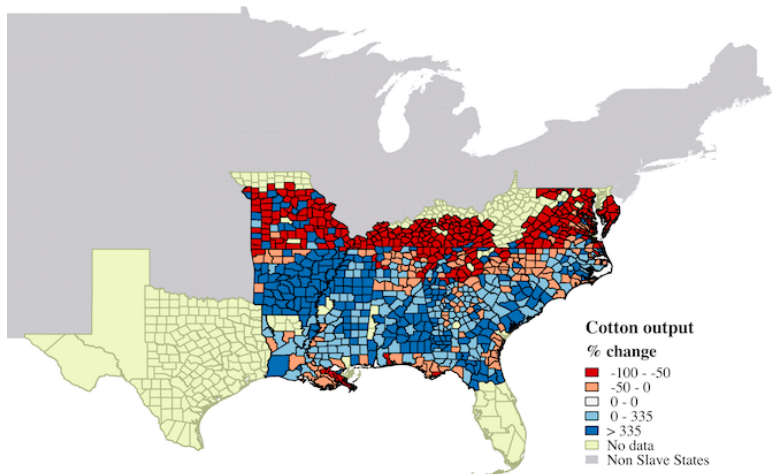 Cotton output
% change
-100 - -50
-50 - 0
0 - 0
0 - 335
> 335
No data
Non Slave States